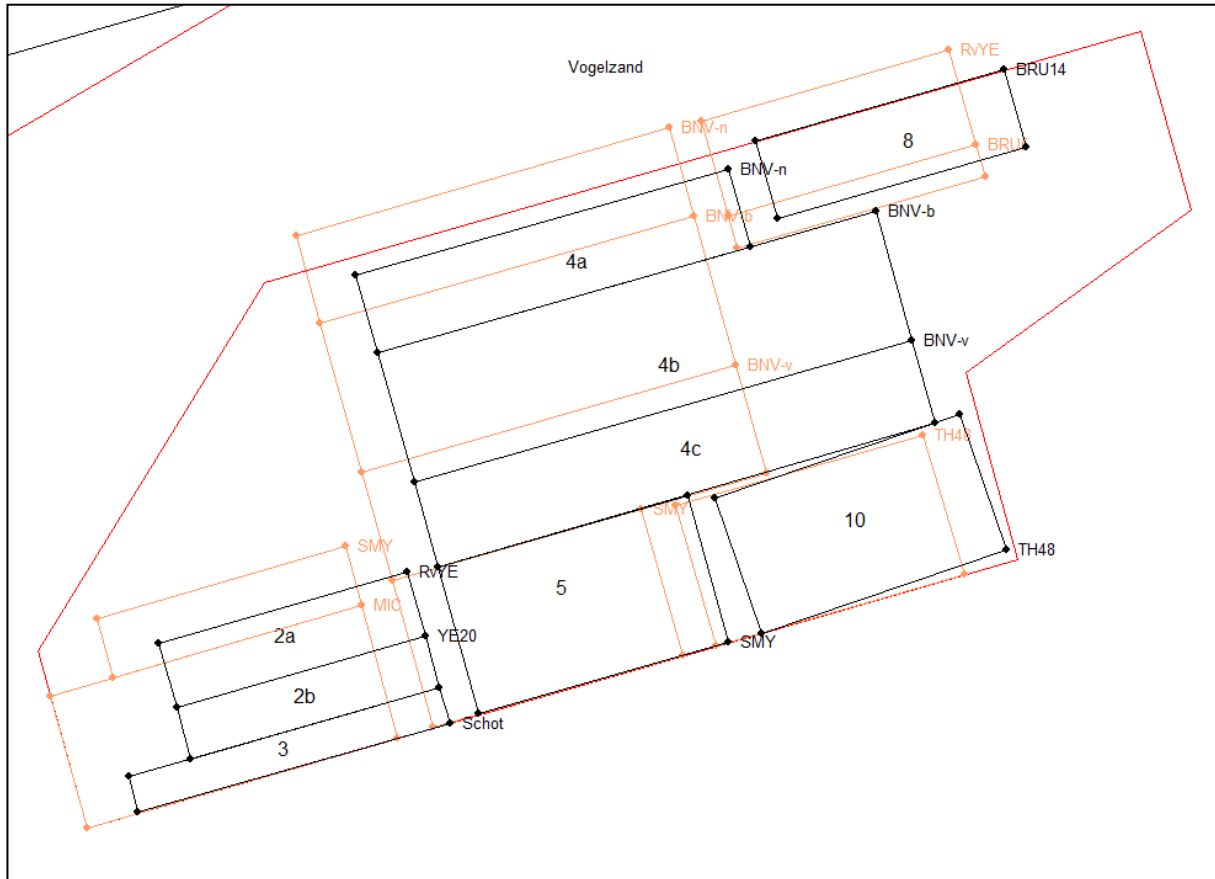 Vogelzand
RvYE
BRU14
BNV-n
8
BRU
BNV-n
BNV-b
BNV-b
4a
BNV-v
4b
BNV-v
4c
TH48
SMY
10
SMY
TH48
RvYE
5
MIC
2a
YE20
SMY
2b
Schot
3